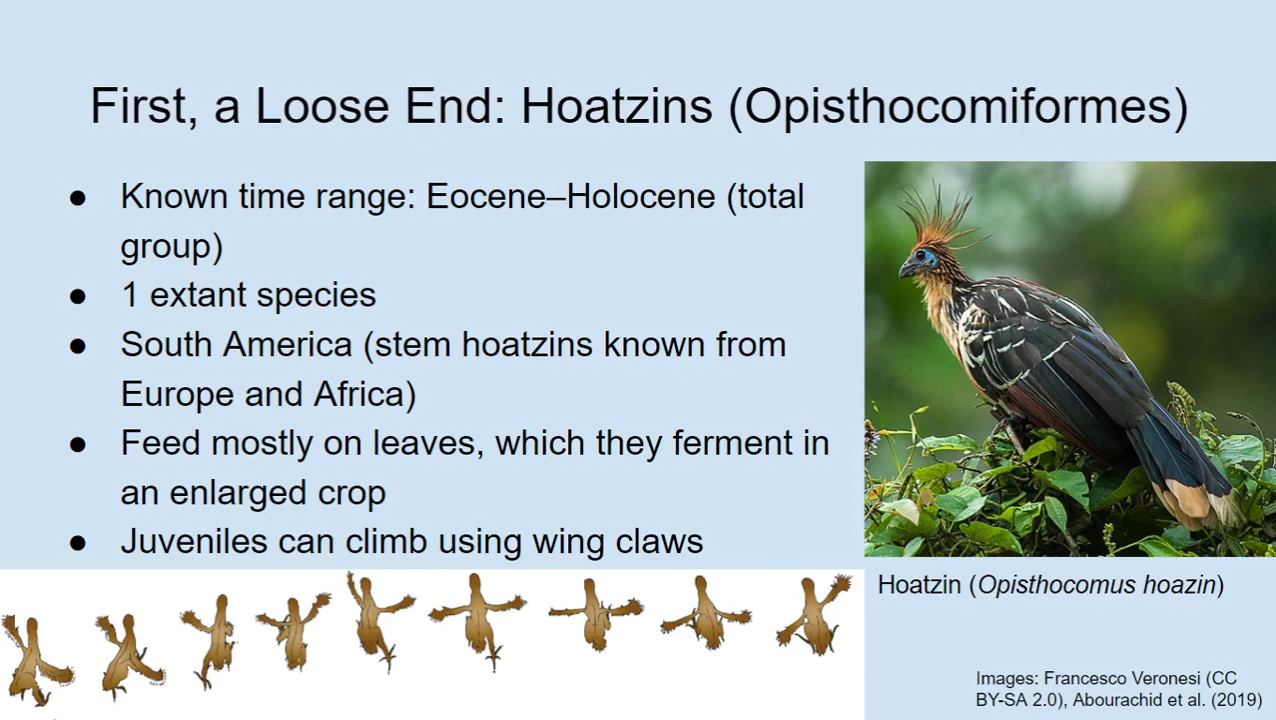 First, a Loose End: Hoatzins (Opisthocomiformes)
● Known time range: Eocene–Holocene (total
group)
● 1 extant species
● South America (stem hoatzins known from
Europe and Africa)
● Feed mostly on leaves, which they ferment in
an enlarged crop
● Juveniles can climb using wing claws
Hoatzin (Opisthocomus hoazin)
Images: Francesco Veronesi (CC
BY-SA 2.0), Abourachid et al. (2019)